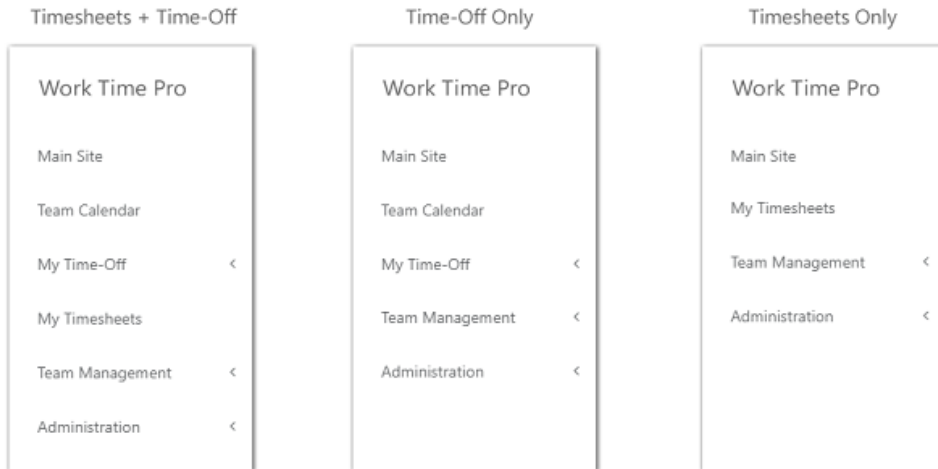 Timesheets + Time-Off
Work Time Pro
Main Site
Team Calendar
My Time-Off <
My Timesheets
Team Management <
Administration <
Time-Off Only
Work Time Pro
Main Site
Team Calendar
My Time-Off <
Team Management <
Administration <
Timesheets Only
Work Time Pro
Main Site
My Timesheets
Team Management <
Administration <